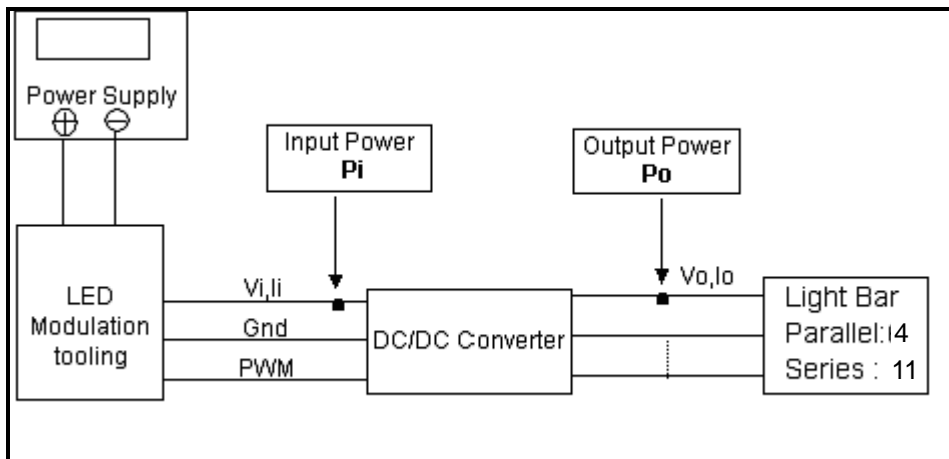 Power Supply
Input Power
Pi
Output Power
Po
LED
Modulation
tooling
Vi,Ii
Gnd
PWM
DC/DC Converter
Vo,Io
Light Bar
Parallel: 4
Series : 11